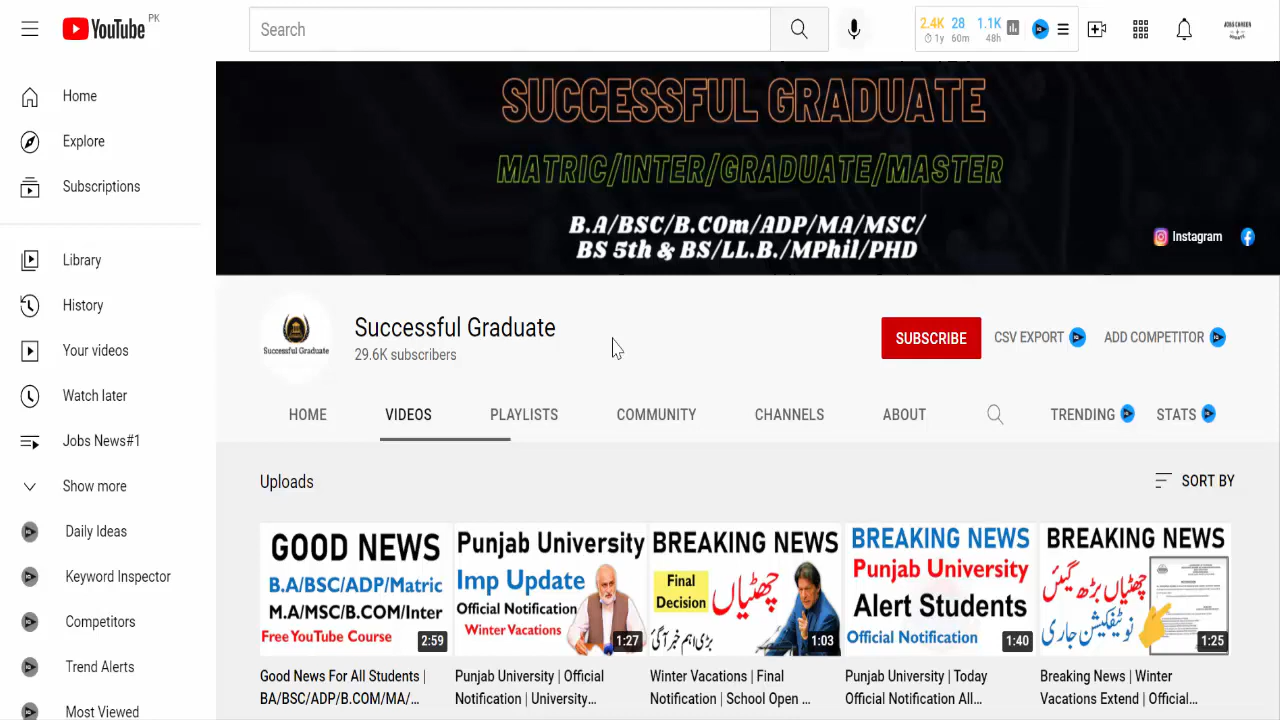 YouTube PK
Search
2.4K 28 1.1K
1y 60m 48h
Home
Explore
Subscriptions
Library
History
Your videos
Watch later
Jobs News#1
Show more
Daily Ideas
Keyword Inspector
Competitors
Trend Alerts
Most Viewed
SUCCESSFUL GRADUATE
MATRIC/INTER/GRADUATE/MASTER
B.A/BSC/B.COm/ADP/MA/MSC/
BS 5th & BS/LL.B./MPhil/PHD
Instagram
Successful Graduate
Successful Graduate
29.6K subscribers
SUBSCRIBE
CSV EXPORT
ADD COMPETITOR
HOME
VIDEOS
PLAYLISTS
COMMUNITY
CHANNELS
ABOUT
TRENDING
STATS
Uploads
SORT BY
GOOD NEWS
B.A/BSC/ADP/Matric
M.A/MSC/B.COM/Inter
Free YouTube Course
2:59
Good News For All Students |
BA/BSC/ADP/B.COM/MA/...
Punjab University
Imp Update
Official Notification
Winter Vacations
1:27
Punjab University | Official
Notification | University...
BREAKING NEWS
Final
Decision
چھٹیاں
بڑی اہم خبر آگئی
1:03
Winter Vacations | Final
Notification | School Open ...
BREAKING NEWS
Punjab University
Alert Students
Official Notification
1:40
Punjab University | Today
Official Notification All...
BREAKING NEWS
چھٹیاں بڑھ گیئں
نوٹیفکیشن جاری
1:25
Breaking News | Winter
Vacations Extend | Official...